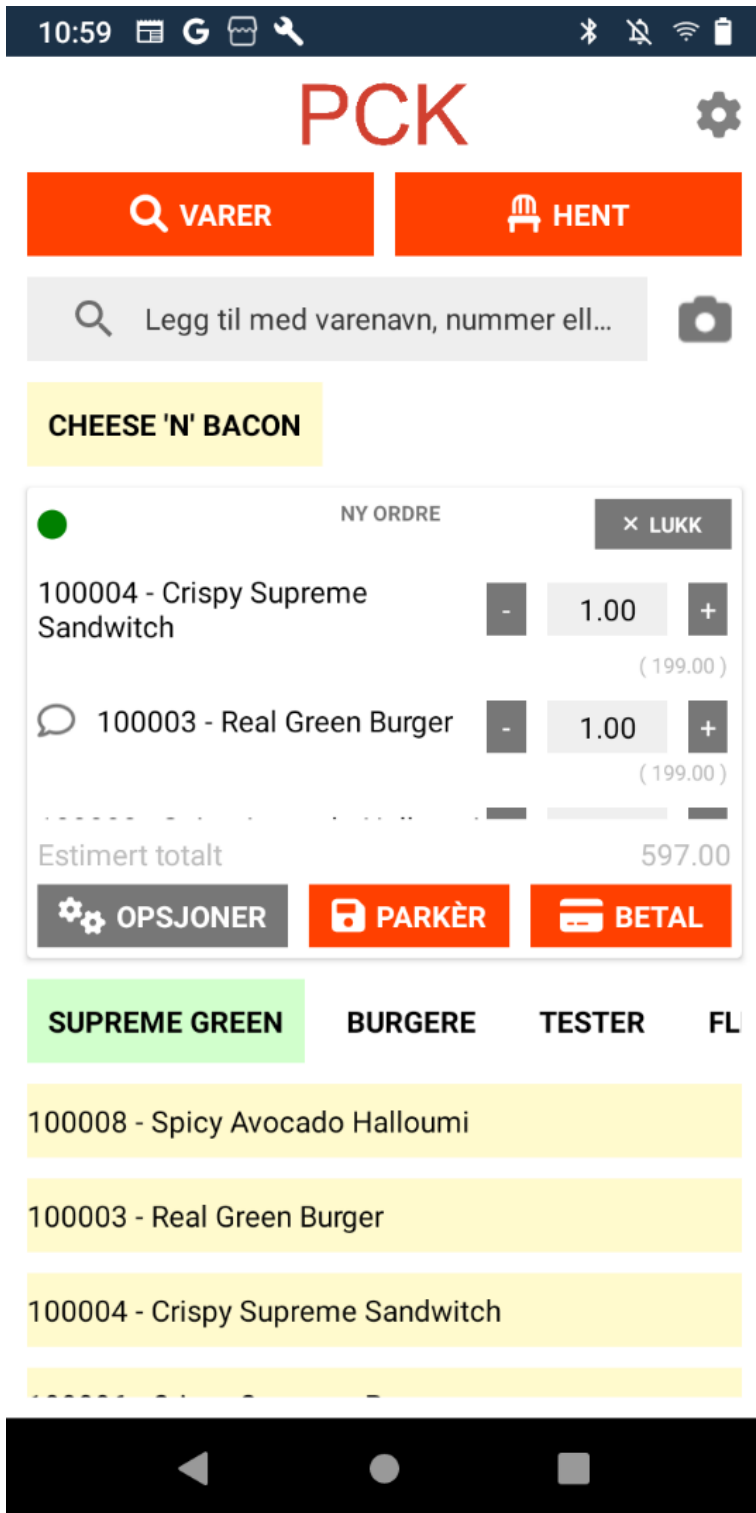 10:59
PCK
VARER
HENT
Legg til med varenavn, nummer ell...
CHEESE 'N' BACON
NY ORDRE
× LUKK
100004 - Crispy Supreme
Sandwitch
- 1.00 +
( 199.00 )
100003 - Real Green Burger
- 1.00 +
( 199.00 )
Estimert totalt 597.00
OPSJONER
PARKÈR
BETAL
SUPREME GREEN BURGERE TESTER
100008 - Spicy Avocado Halloumi
100003 - Real Green Burger
100004 - Crispy Supreme Sandwitch